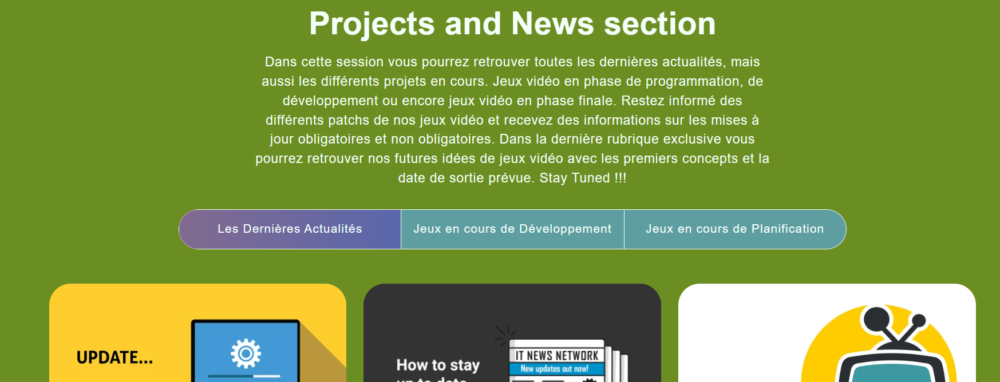 Projects and News section
Dans cette session vous pourrez retrouver toutes les dernières actualités, mais
aussi les différents projets en cours. Jeux vidéo en phase de programmation, de
développement ou encore jeux vidéo en phase finale. Restez informé des
différents patchs de nos jeux vidéo et recevez des informations sur les mises à
jour obligatoires et non obligatoires. Dans la dernière rubrique exclusive vous
pourrez retrouver nos futures idées de jeux vidéo avec les premiers concepts et la
date de sortie prévue. Stay Tuned !!!
Les Dernières Actualités
Jeux en cours de Développement
Jeux en cours de Planification
UPDATE...
How to stay
up to date
IT NEWS NETWORK
New updates out now!